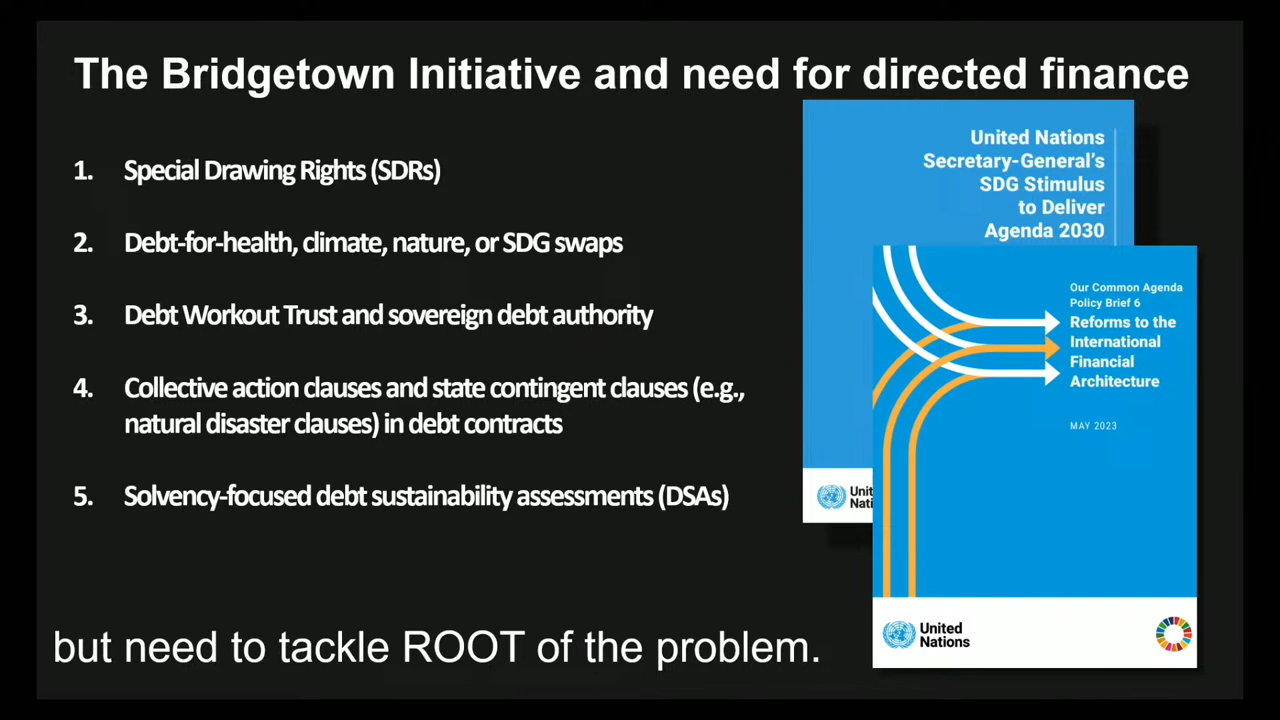 The Bridgetown Initiative and need for directed finance
1. Special Drawing Rights (SDRs)
2. Debt-for-health, climate, nature, or SDG swaps
3. Debt Workout Trust and sovereign debt authority
4. Collective action clauses and state contingent clauses (e.g.,
natural disaster clauses) in debt contracts
5. Solvency-focused debt sustainability assessments (DSAs)
but need to tackle ROOT of the problem.
United Nations
Secretary-General's
SDG Stimulus
to Deliver
Agenda 2030
Our Common Agenda
Policy Brief 6
Reforms to the
International
Financial
Architecture
MAY 2023
United
Nations